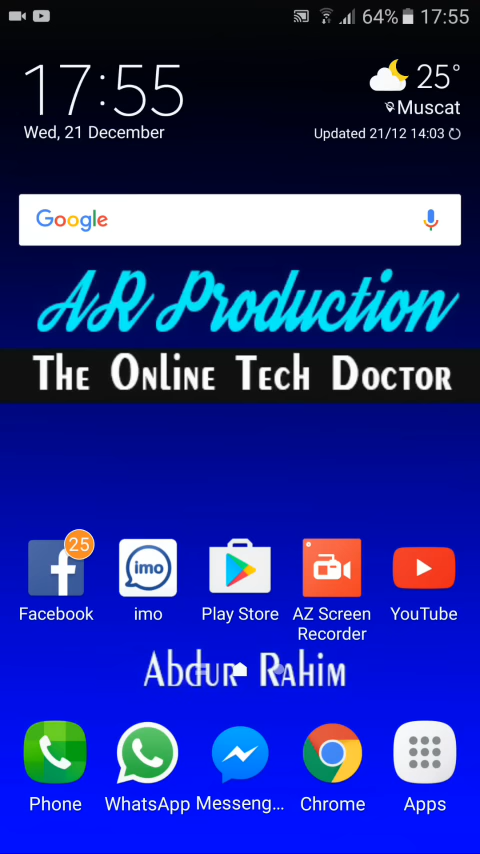 64% 17:55
17:55
25°
Muscat
Wed, 21 December
Updated 21/12 14:03
Google
AR Production
The Online Tech Doctor
25
imo
Facebook
imo
Play Store
AZ Screen Recorder
YouTube
Abdur Rahim
Phone
WhatsApp
Messeng...
Chrome
Apps